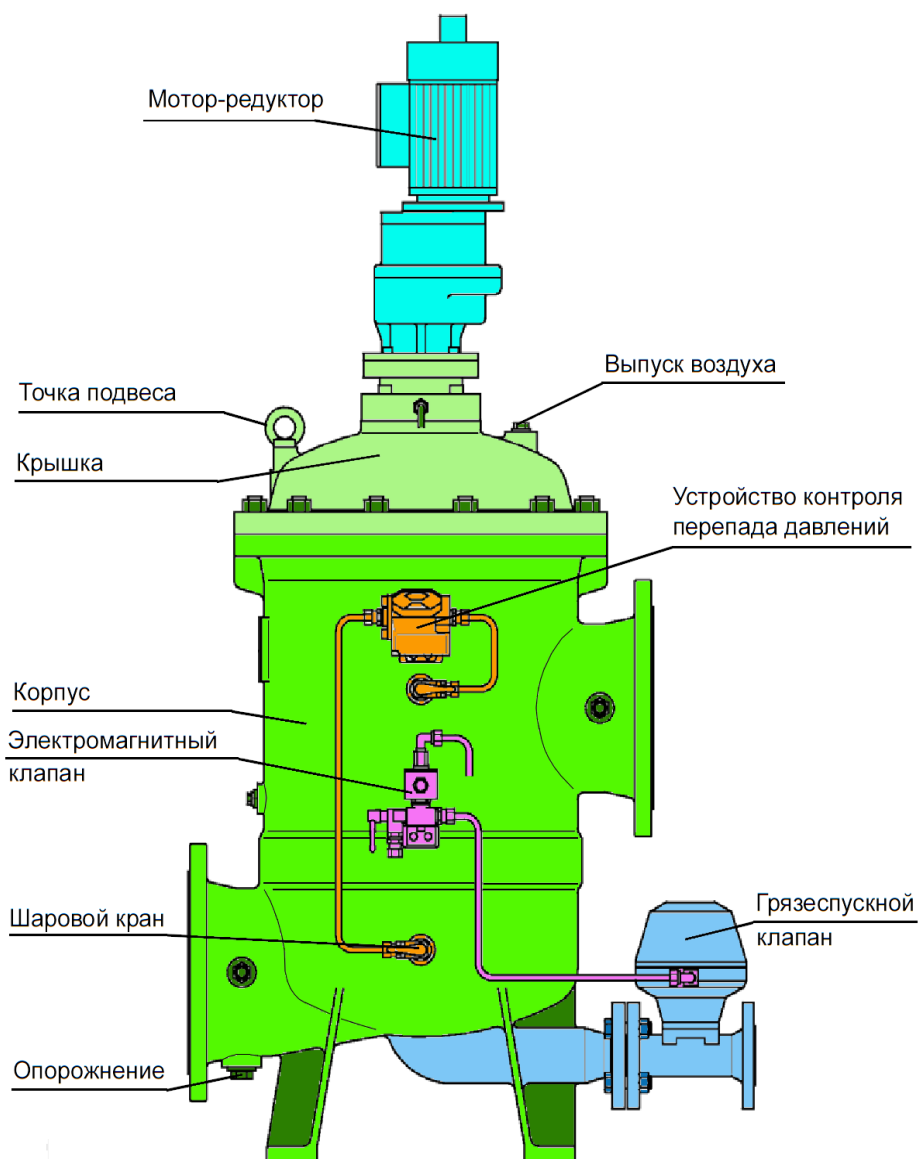 Мотор-редуктор
Выпуск воздуха
Точка подвеса
Крышка
Устройство контроля
перепада давлений
Корпус
Электромагнитный
клапан
Шаровой кран
Грязеспускной
клапан
Опорожнение